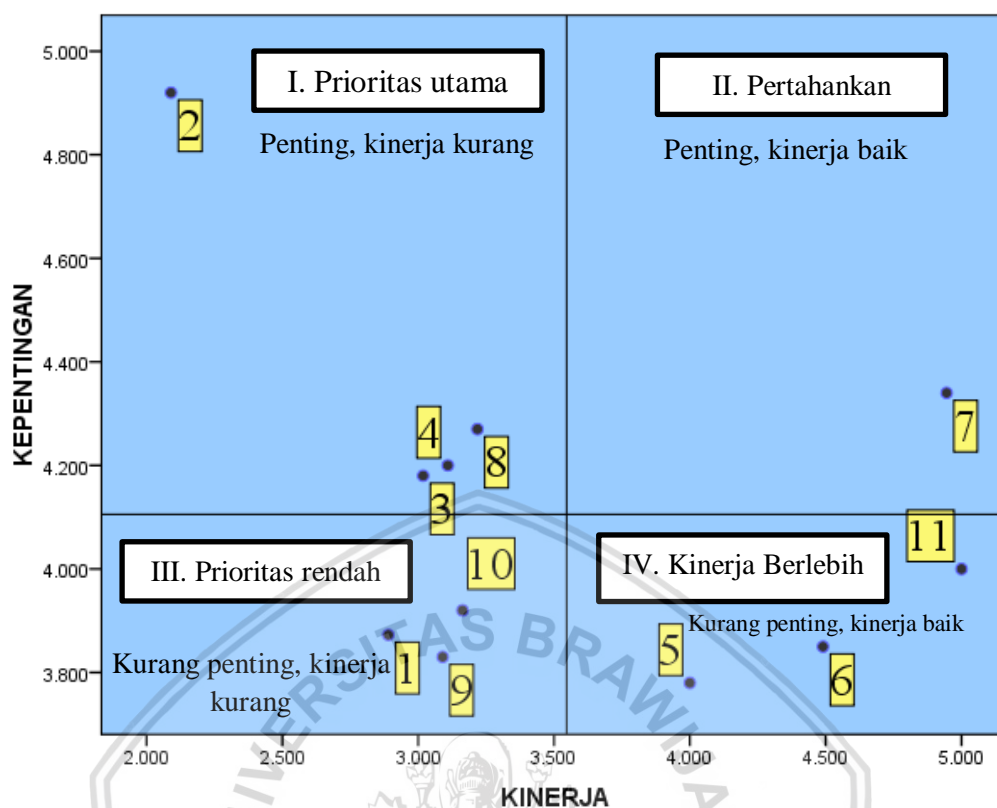 5.000
I. Prioritas utama
II. Pertahankan
2
Penting, kinerja kurang
Penting, kinerja baik
4.800
4.600
KEPENTINGAN
4.400
4
8
7
4.200
3
11
10
4.000
III. Prioritas rendah
IV. Kinerja Berlebih
Kurang penting, kinerja baik
5
3.800
Kurang penting, kinerja
kurang
1
9
6
UNIVERSITAS BRAWIJA
2.000 2.500 3.000 3.500 4.000 4.500 5.000
KINERJA